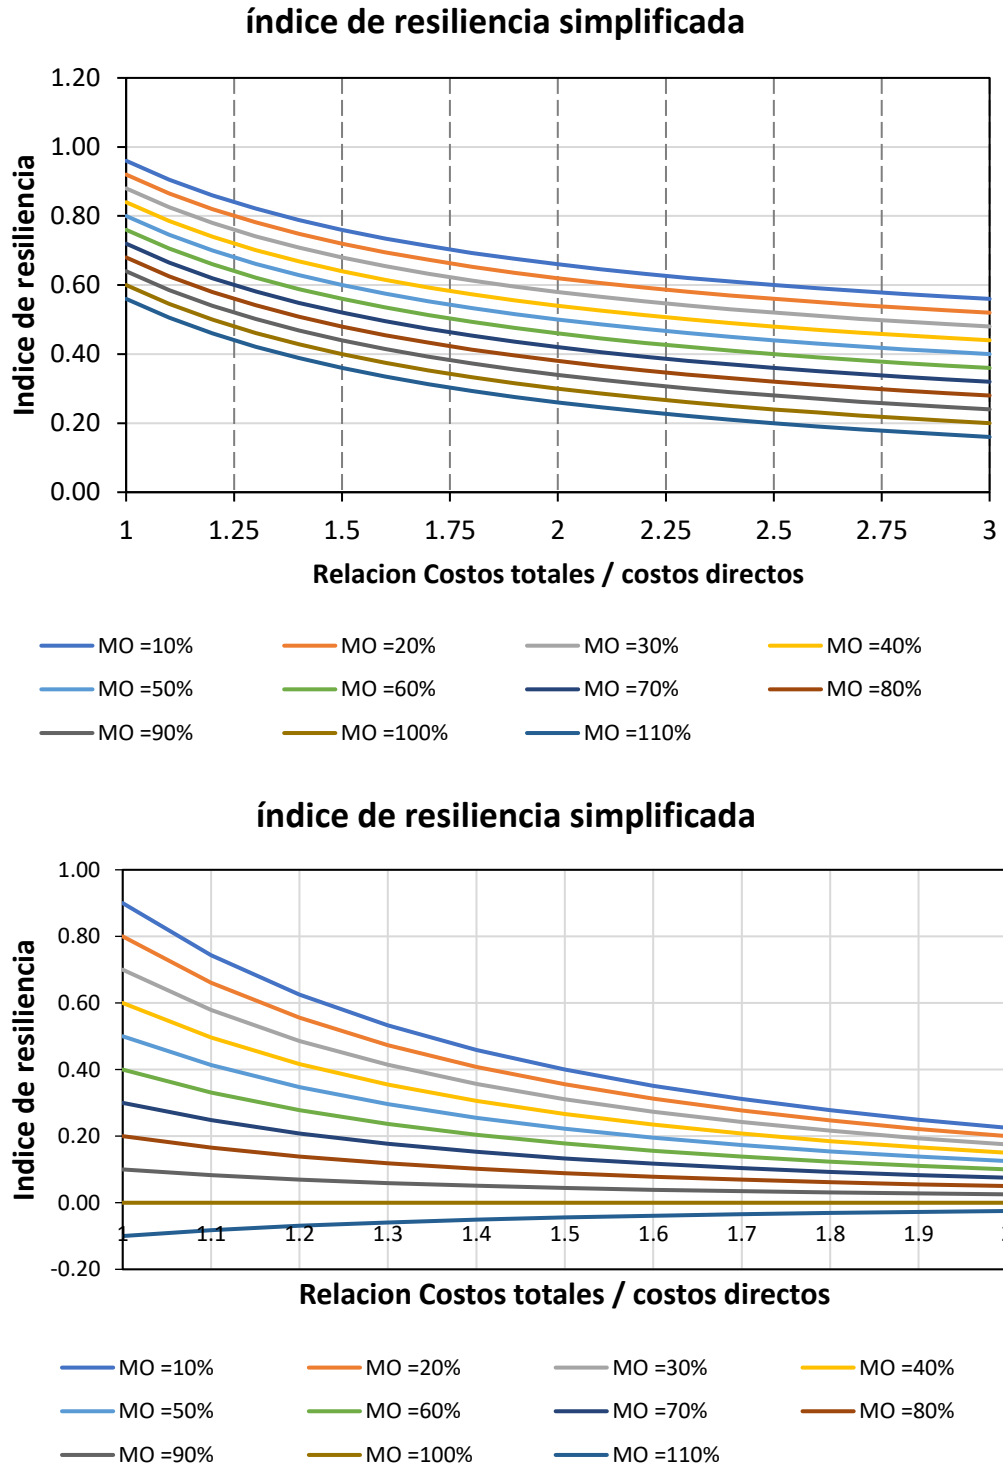 índice de resiliencia simplificada
1.20
1.00
0.80
0.60
0.40
0.20
0.00
Indice de resiliencia
1 1.25 1.5 1.75 2 2.25 2.5 2.75 3
Relacion Costos totales / costos directos
MO =10% MO =20% MO =30% MO =40%
MO =50% MO =60% MO =70% MO =80%
MO =90% MO =100% MO =110%
índice de resiliencia simplificada
1.00
0.80
0.60
0.40
0.20
0.00
-0.20
Indice de resiliencia
1 1.1 1.2 1.3 1.4 1.5 1.6 1.7 1.8 1.9
Relacion Costos totales / costos directos
MO =10% MO =20% MO =30% MO =40%
MO =50% MO =60% MO =70% MO =80%
MO =90% MO =100% MO =110%